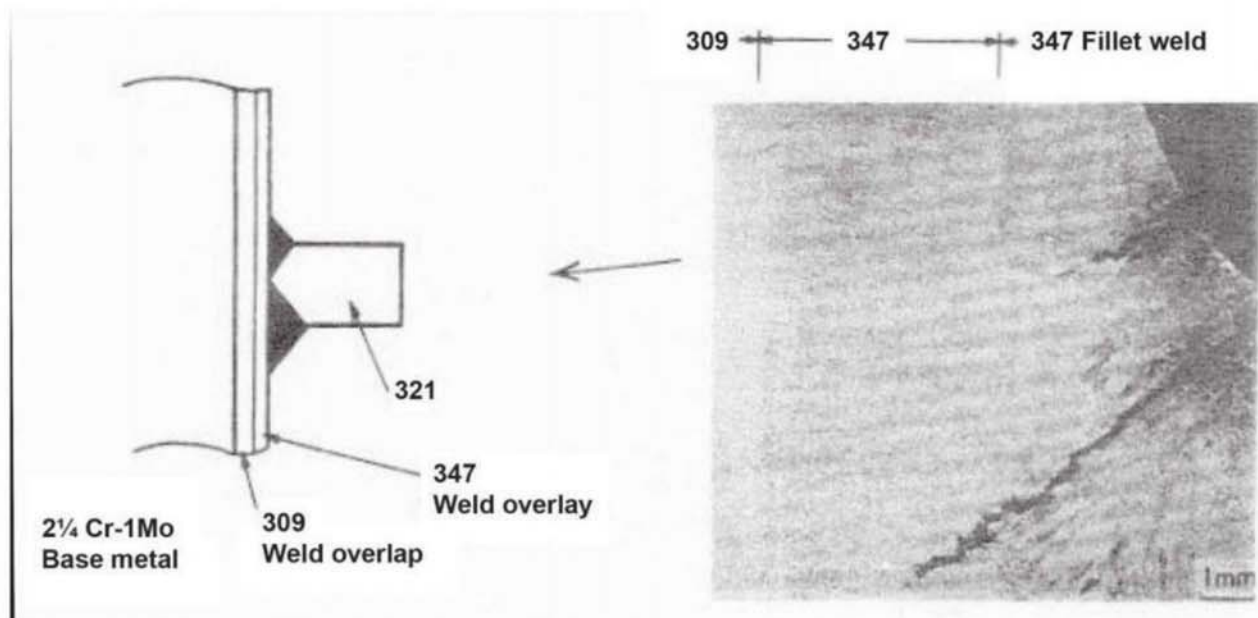 309
347
347 Fillet weld
321
347
Weld overlay
309
Weld overlap
2¼ Cr-1Mo
Base metal
1mm